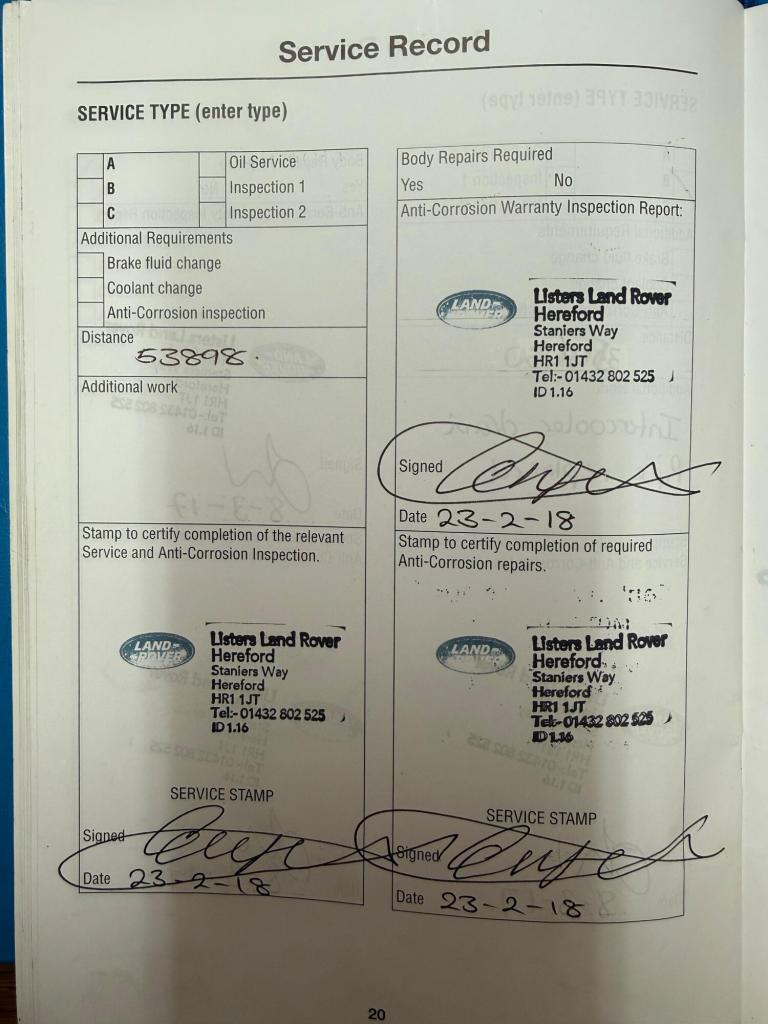 Service Record
SERVICE TYPE (enter type)
A
Oil Service
B
Inspection 1
C
Inspection 2
Additional Requirements
Brake fluid change
Coolant change
Anti-Corrosion inspection
Distance
53898.
Additional work
Stamp to certify completion of the relevant
Service and Anti-Corrosion Inspection.
LAND
ROVER
Listers Land Rover
Hereford
Staniers Way
Hereford
HR1 1JT
Tel:- 01432 802 525
ID 1.16
SERVICE STAMP
Signed
Date 23-2-18
Body Repairs Required
Yes No
Anti-Corrosion Warranty Inspection Report:
LAND
ROVER
Listers Land Rover
Hereford
Staniers Way
Hereford
HR1 1JT
Tel:- 01432 802 525
ID 1.16
Signed
Date 23-2-18
Stamp to certify completion of required
Anti-Corrosion repairs.
LAND
ROVER
Listers Land Rover
Hereford
Staniers Way
Hereford
HR1 1JT
Tel:- 01432 802 525
ID 1.16
SERVICE STAMP
Signed
Date 23-2-18
20